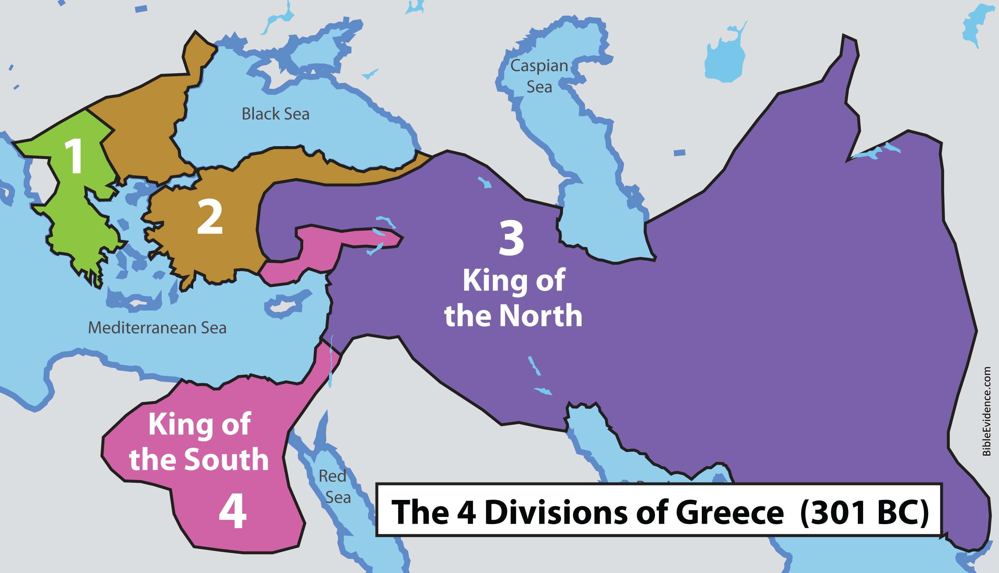 Caspian
Sea
Black Sea
1
2
3
King of
the North
Mediterranean Sea
King of
the South
4
Red
Sea
The 4 Divisions of Greece (301 BC)
BibleEvidence.com